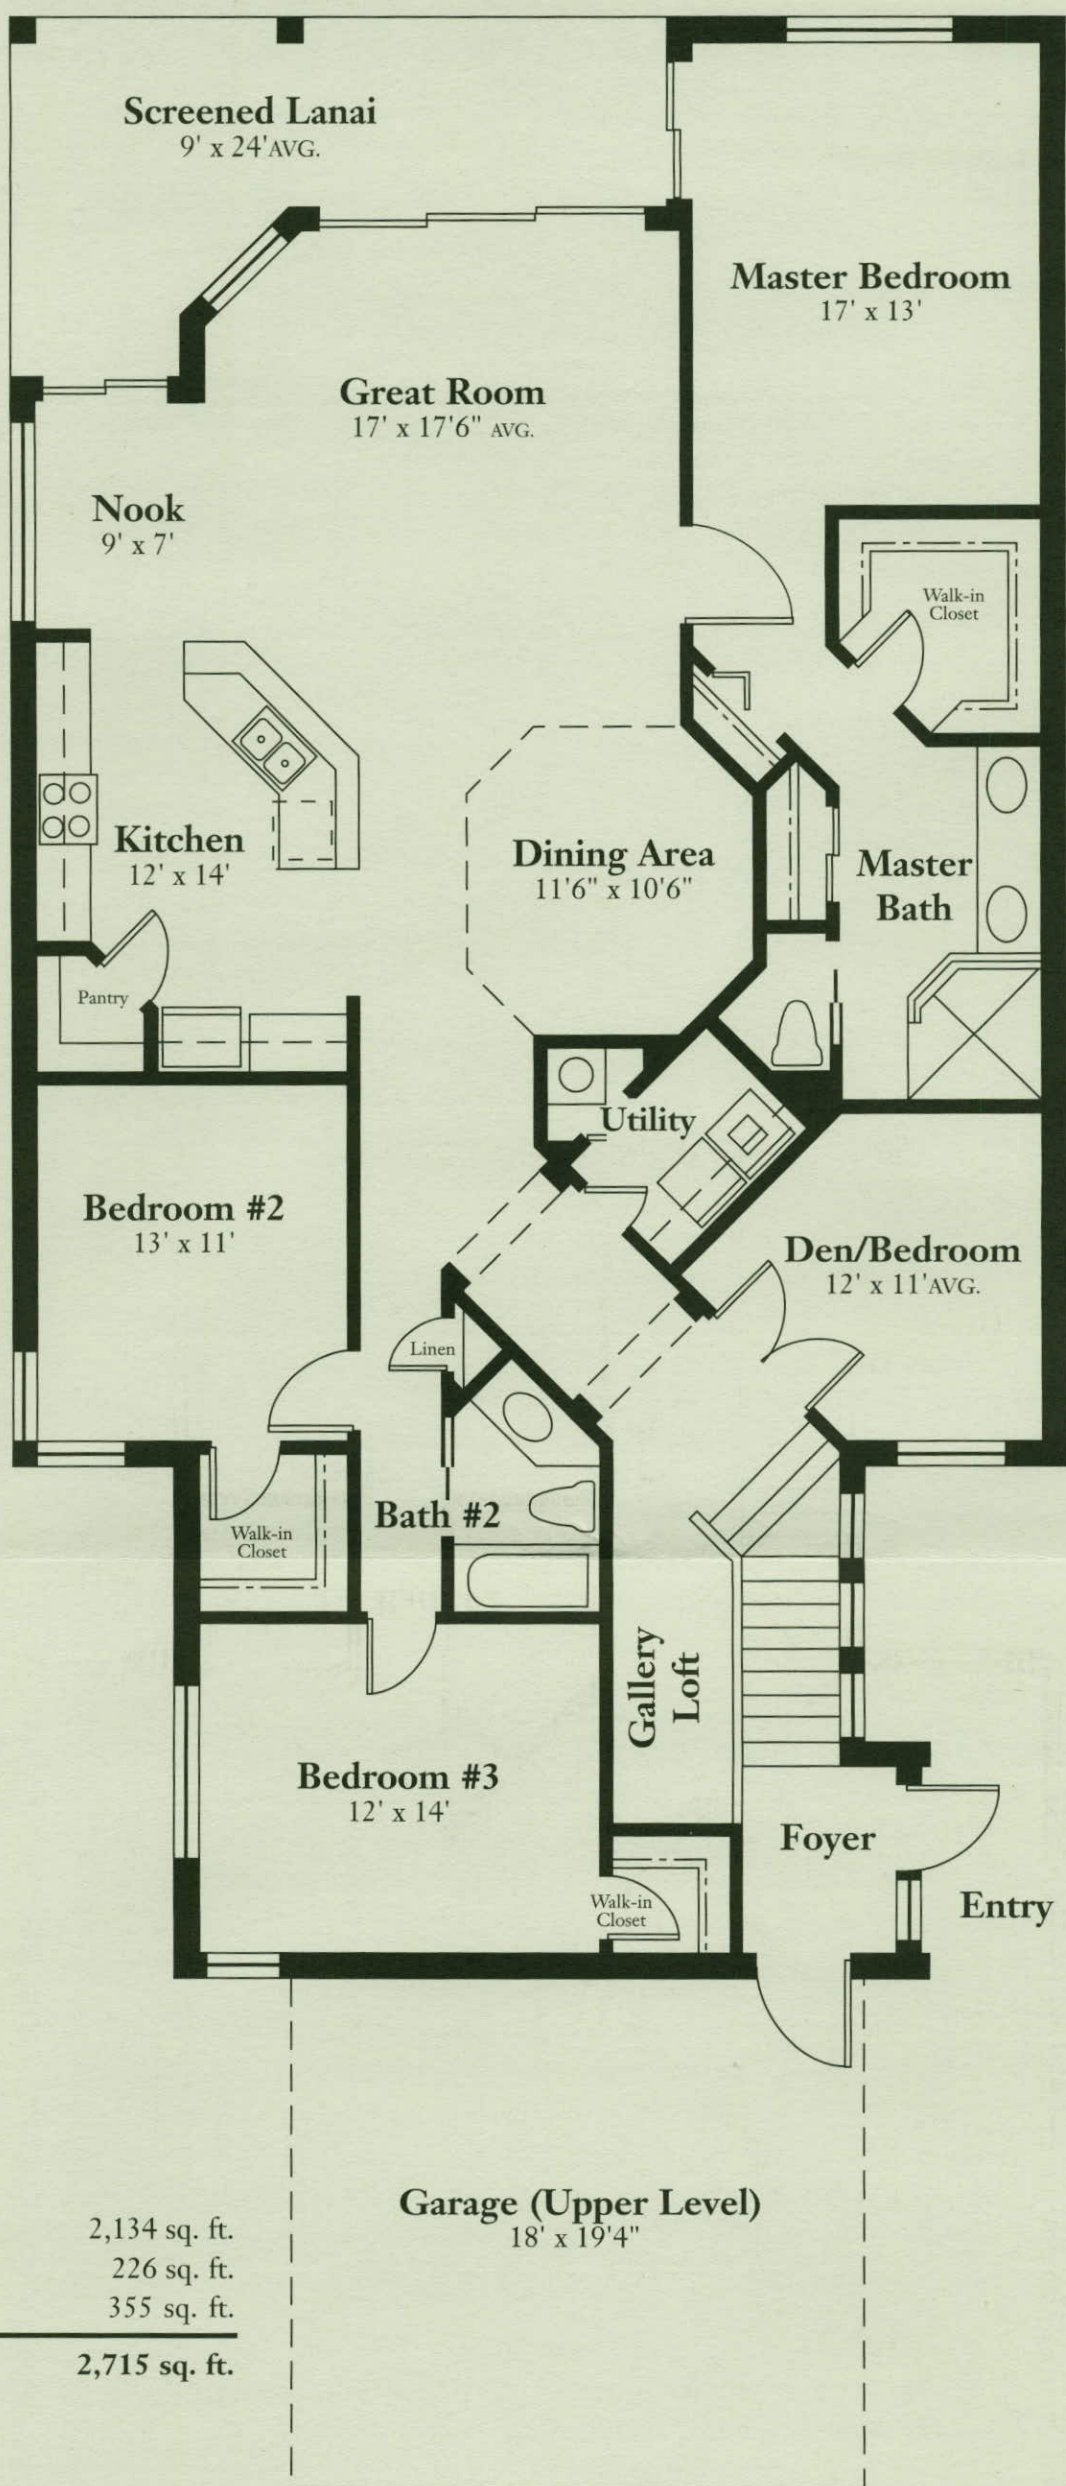 Screened Lanai
9' x 24' AVG.
Master Bedroom
17' x 13'
Great Room
17' x 17'6" AVG.
Nook
9' x 7'
Walk-in
Closet
Kitchen
12' x 14'
Dining Area
11'6" x 10'6"
Master
Bath
Pantry
Utility
Bedroom #2
13' x 11'
Den/Bedroom
12' x 11' AVG.
Linen
Bath #2
Walk-in
Closet
Gallery
Loft
Bedroom #3
12' x 14'
Foyer
Walk-in
Closet
Entry
Garage (Upper Level)
18' x 19'4"
2,134 sq. ft.
226 sq. ft.
355 sq. ft.
2,715 sq. ft.